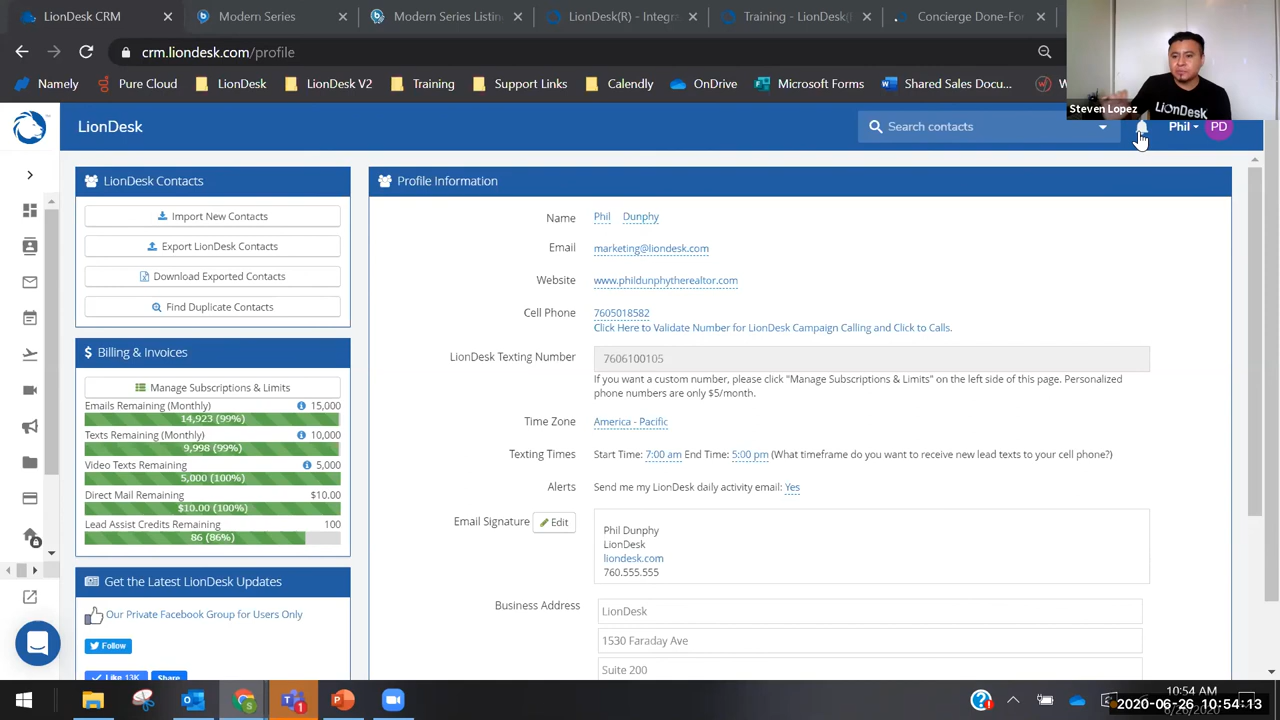 LionDesk CRM
Modern Series
Modern Series Listin
LionDesk(R) - Integra
Training - LionDesk(R)
Concierge Done-For
crm.liondesk.com/profile
Namely
Pure Cloud
LionDesk
LionDesk V2
Training
Support Links
Calendly
OnDrive
Microsoft Forms
Shared Sales Docu...
Steven Lopez
LionDesk
LionDesk
Search contacts
Phil
PD
LionDesk Contacts
Import New Contacts
Export LionDesk Contacts
Download Exported Contacts
Find Duplicate Contacts
Billing & Invoices
Manage Subscriptions & Limits
Emails Remaining (Monthly) 15,000
14,923 (99%)
Texts Remaining (Monthly) 10,000
9,998 (99%)
Video Texts Remaining 5,000
5,000 (100%)
Direct Mail Remaining $10.00
$10.00 (100%)
Lead Assist Credits Remaining 100
86 (86%)
Get the Latest LionDesk Updates
Our Private Facebook Group for Users Only
Follow
Like 13K Share
Profile Information
Name Phil Dunphy
Email marketing@liondesk.com
Website www.phildunphytherealtor.com
Cell Phone 7605018582
Click Here to Validate Number for LionDesk Campaign Calling and Click to Calls.
LionDesk Texting Number 7606100105
If you want a custom number, please click "Manage Subscriptions & Limits" on the left side of this page. Personalized
phone numbers are only $5/month.
Time Zone America - Pacific
Texting Times Start Time: 7:00 am End Time: 5:00 pm (What timeframe do you want to receive new lead texts to your cell phone?)
Alerts Send me my LionDesk daily activity email: Yes
Email Signature Edit
Phil Dunphy
LionDesk
liondesk.com
760.555.555
Business Address LionDesk
1530 Faraday Ave
Suite 200
10:54 AM
2020-06-26 10:54:13